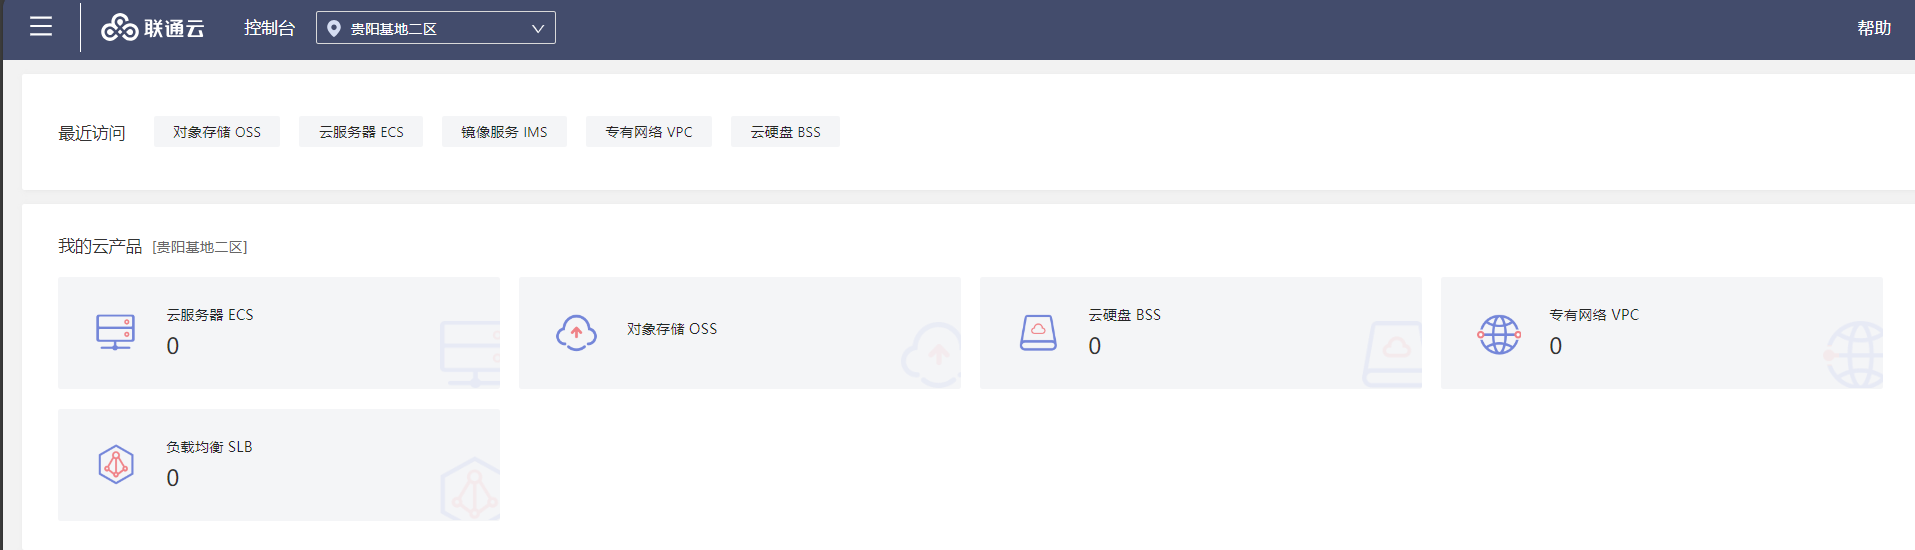 联通云 控制台 贵阳基地二区 帮助
最近访问 对象存储 OSS 云服务器 ECS 镜像服务 IMS 专有网络 VPC 云硬盘 BSS
我的云产品 [贵阳基地二区]
云服务器 ECS
0
对象存储 OSS
云硬盘 BSS
0
专有网络 VPC
0
负载均衡 SLB
0